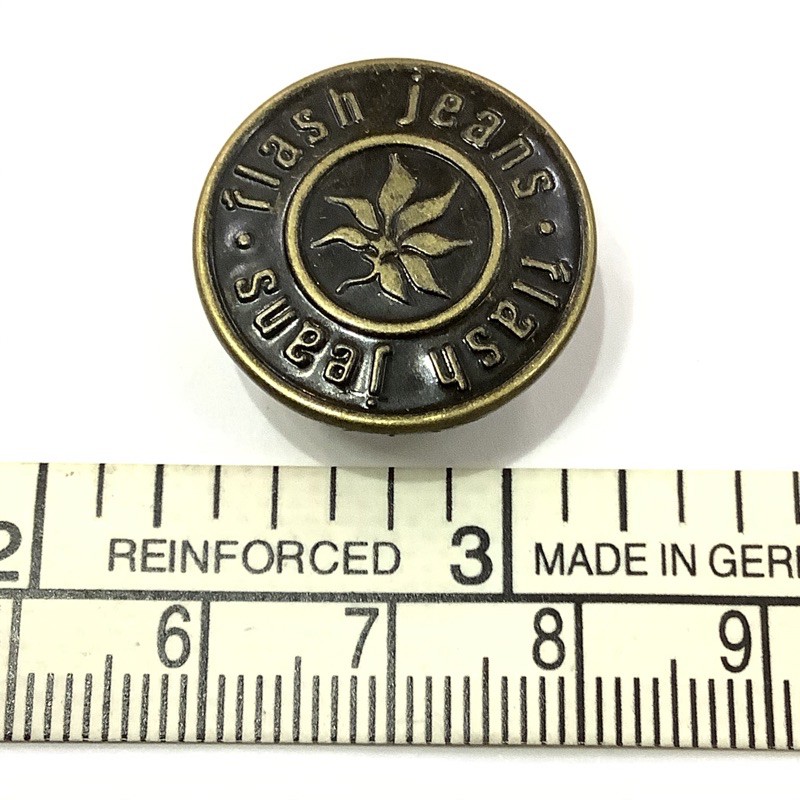 flash jeans · flash jeans ·
2 REINFORCED 3 MADE IN GER
6 7 8 9